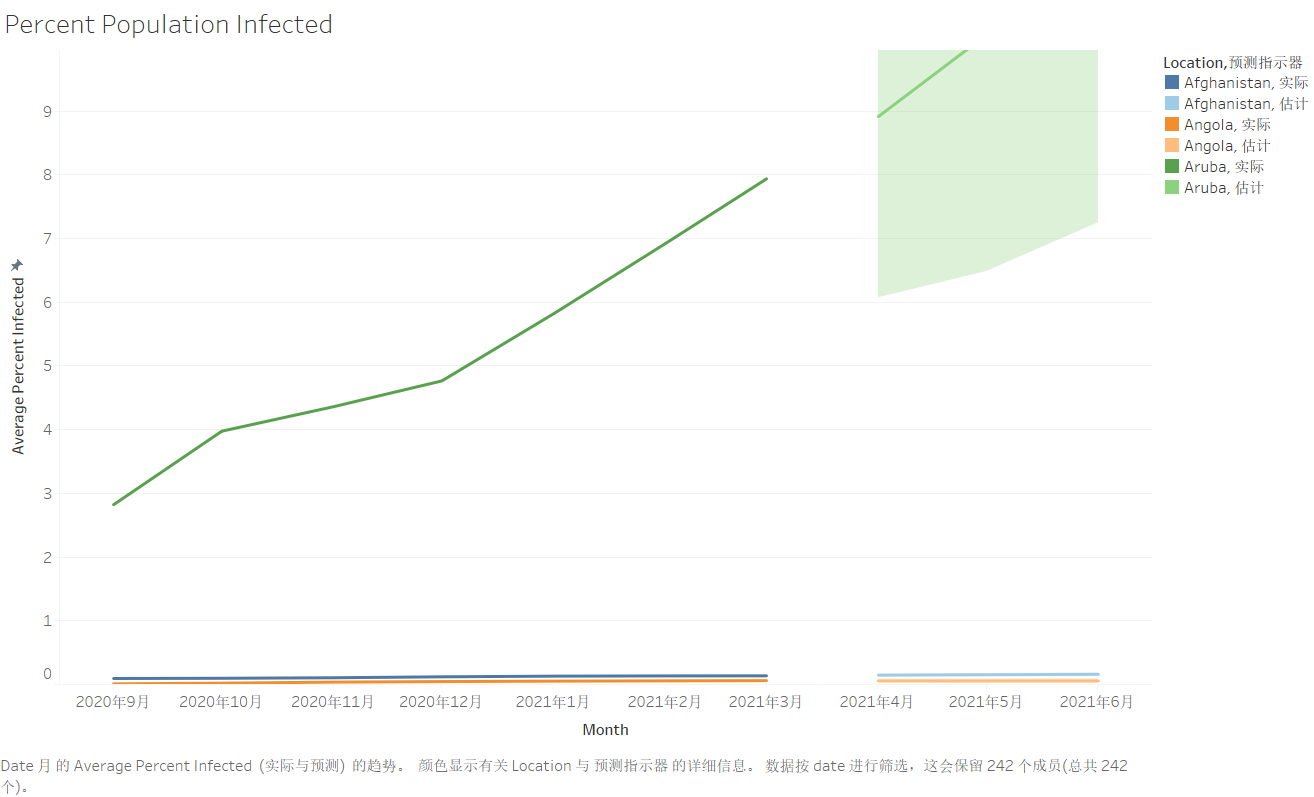 Percent Population Infected
Location,预测指示器
Afghanistan, 实际
Afghanistan, 估计
Angola, 实际
Angola, 估计
Aruba, 实际
Aruba, 估计
Average Percent Infected
9
8
7
6
5
4
3
2
1
0
2020年9月 2020年10月 2020年11月 2020年12月 2021年1月 2021年2月 2021年3月 2021年4月 2021年5月 2021年6月
Month
Date 月 的 Average Percent Infected (实际与预测) 的趋势。 颜色显示有关 Location 与 预测指示器 的详细信息。 数据按 date 进行筛选，这会保留 242 个成员(总共 242
个)。